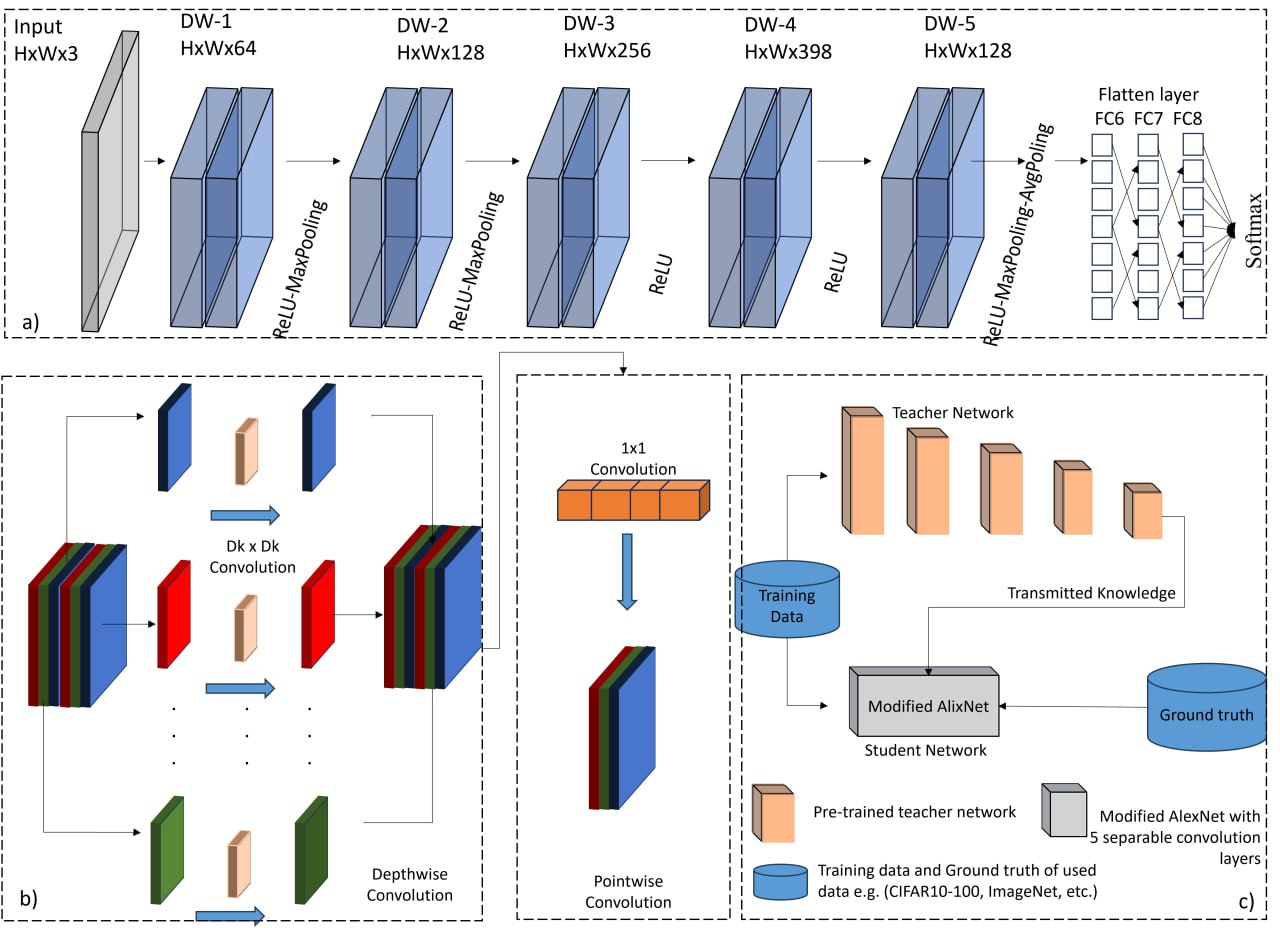 Input
HxWx3
DW-1
HxWx64
DW-2
HxWx128
DW-3
HxWx256
DW-4
HxWx398
DW-5
HxWx128
ReLU-MaxPooling
ReLU-MaxPooling
ReLU
ReLU
ReLU-MaxPooling-AvgPoling
Flatten layer
FC6 FC7 FC8
Softmax
a)
Dk x Dk
Convolution
. . .
. . .
Depthwise
Convolution
b)
1x1
Convolution
Pointwise
Convolution
Teacher Network
Training
Data
Transmitted Knowledge
Modified AlixNet
Student Network
Ground truth
Pre-trained teacher network
Modified AlexNet with
5 separable convolution
layers
Training data and Ground truth of used
data e.g. (CIFAR10-100, ImageNet, etc.)
c)